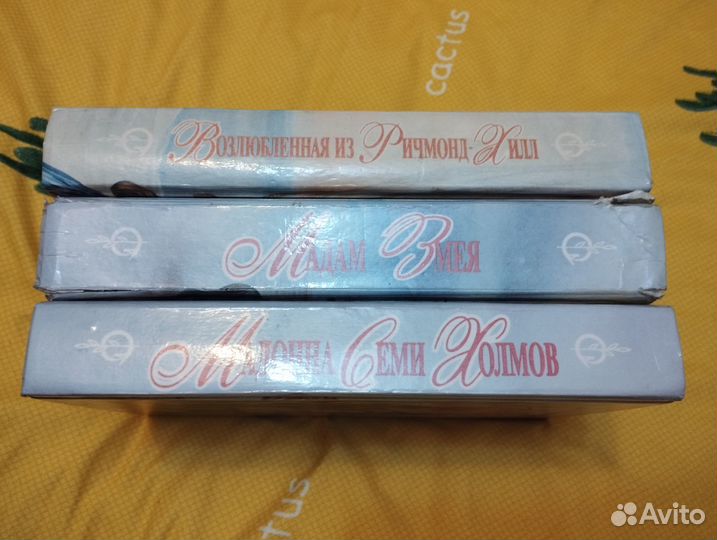 cactus
Возлюбленная из Ричмонд-Хилл
Мадам Змея
Мадонна Семи Холмов
cactus
Avito